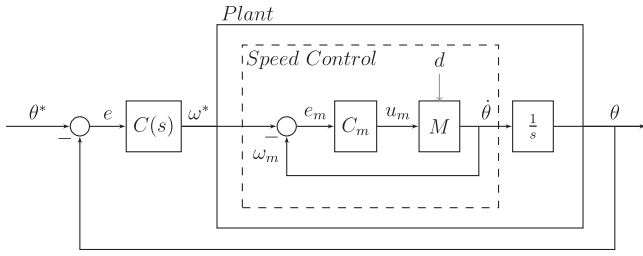 Plant
Speed Control
d
θ*
e
C(s)
ω*
e_m
C_m
u_m
M
θ̇
1/s
θ
−
−
ω_m